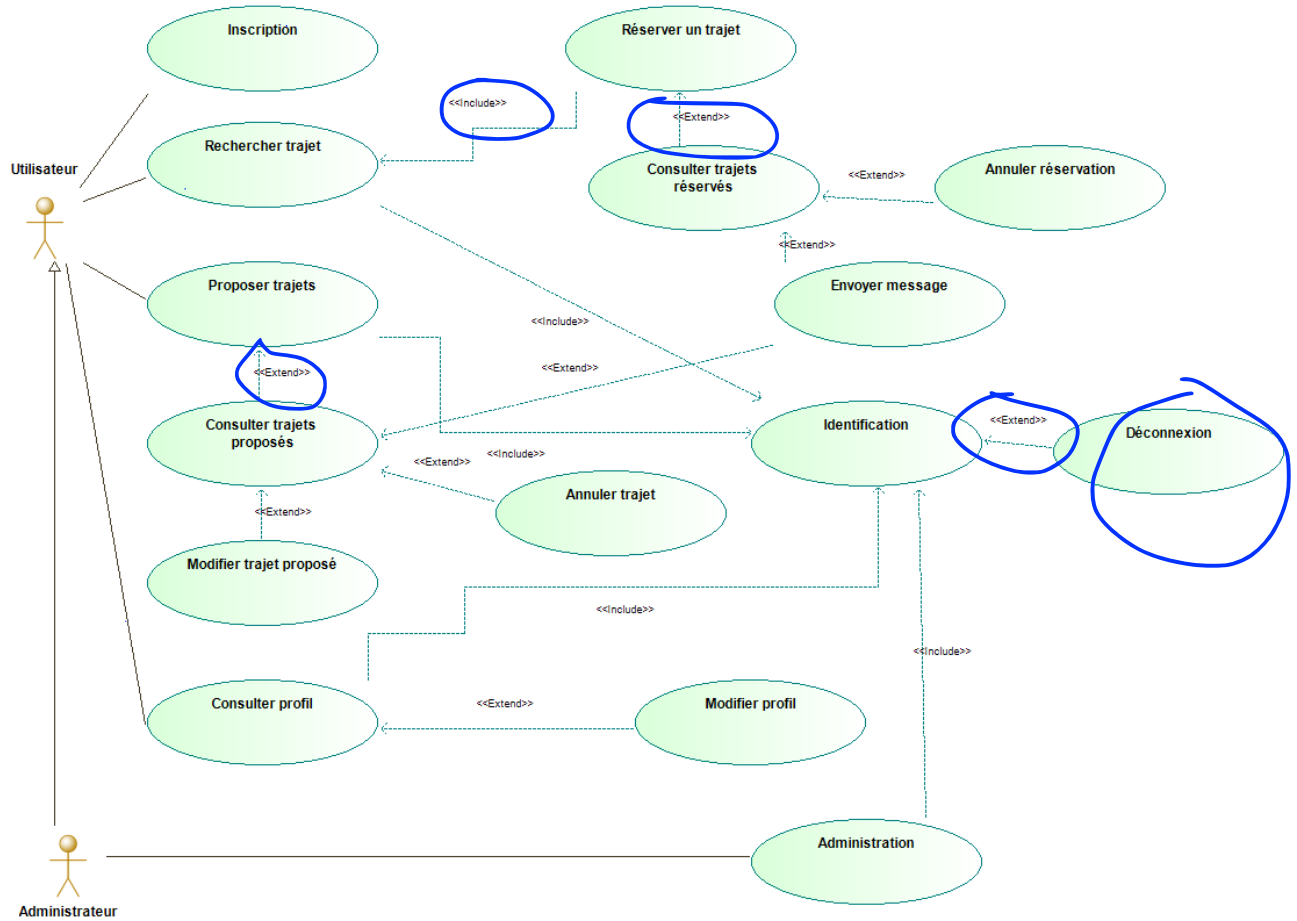 Inscription
Réserver un trajet
<<Include>>
<<Extend>>
Rechercher trajet
Utilisateur
Consulter trajets
réservés
<<Extend>>
Annuler réservation
<<Extend>>
Proposer trajets
Envoyer message
<<Include>>
<<Extend>>
<<Extend>>
Consulter trajets
proposés
Identification
<<Extend>>
Déconnexion
<<Extend>>
<<Include>>
Annuler trajet
<<Extend>>
Modifier trajet proposé
<<Include>>
<<Include>>
Consulter profil
<<Extend>>
Modifier profil
Administration
Administrateur